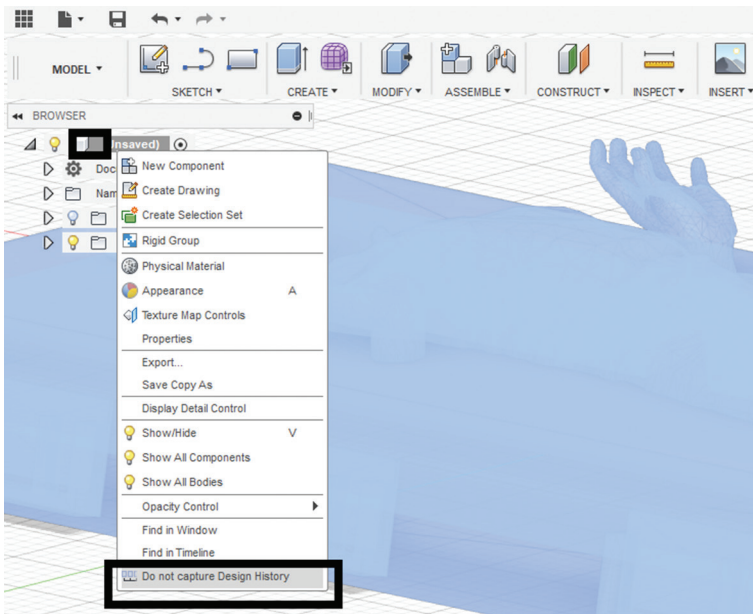 MODEL
SKETCH
CREATE
MODIFY
ASSEMBLE
CONSTRUCT
INSPECT
INSERT
BROWSER
Unsaved)
Doc
Nam
New Component
Create Drawing
Create Selection Set
Rigid Group
Physical Material
Appearance A
Texture Map Controls
Properties
Export...
Save Copy As
Display Detail Control
Show/Hide V
Show All Components
Show All Bodies
Opacity Control
Find in Window
Find in Timeline
Do not capture Design History